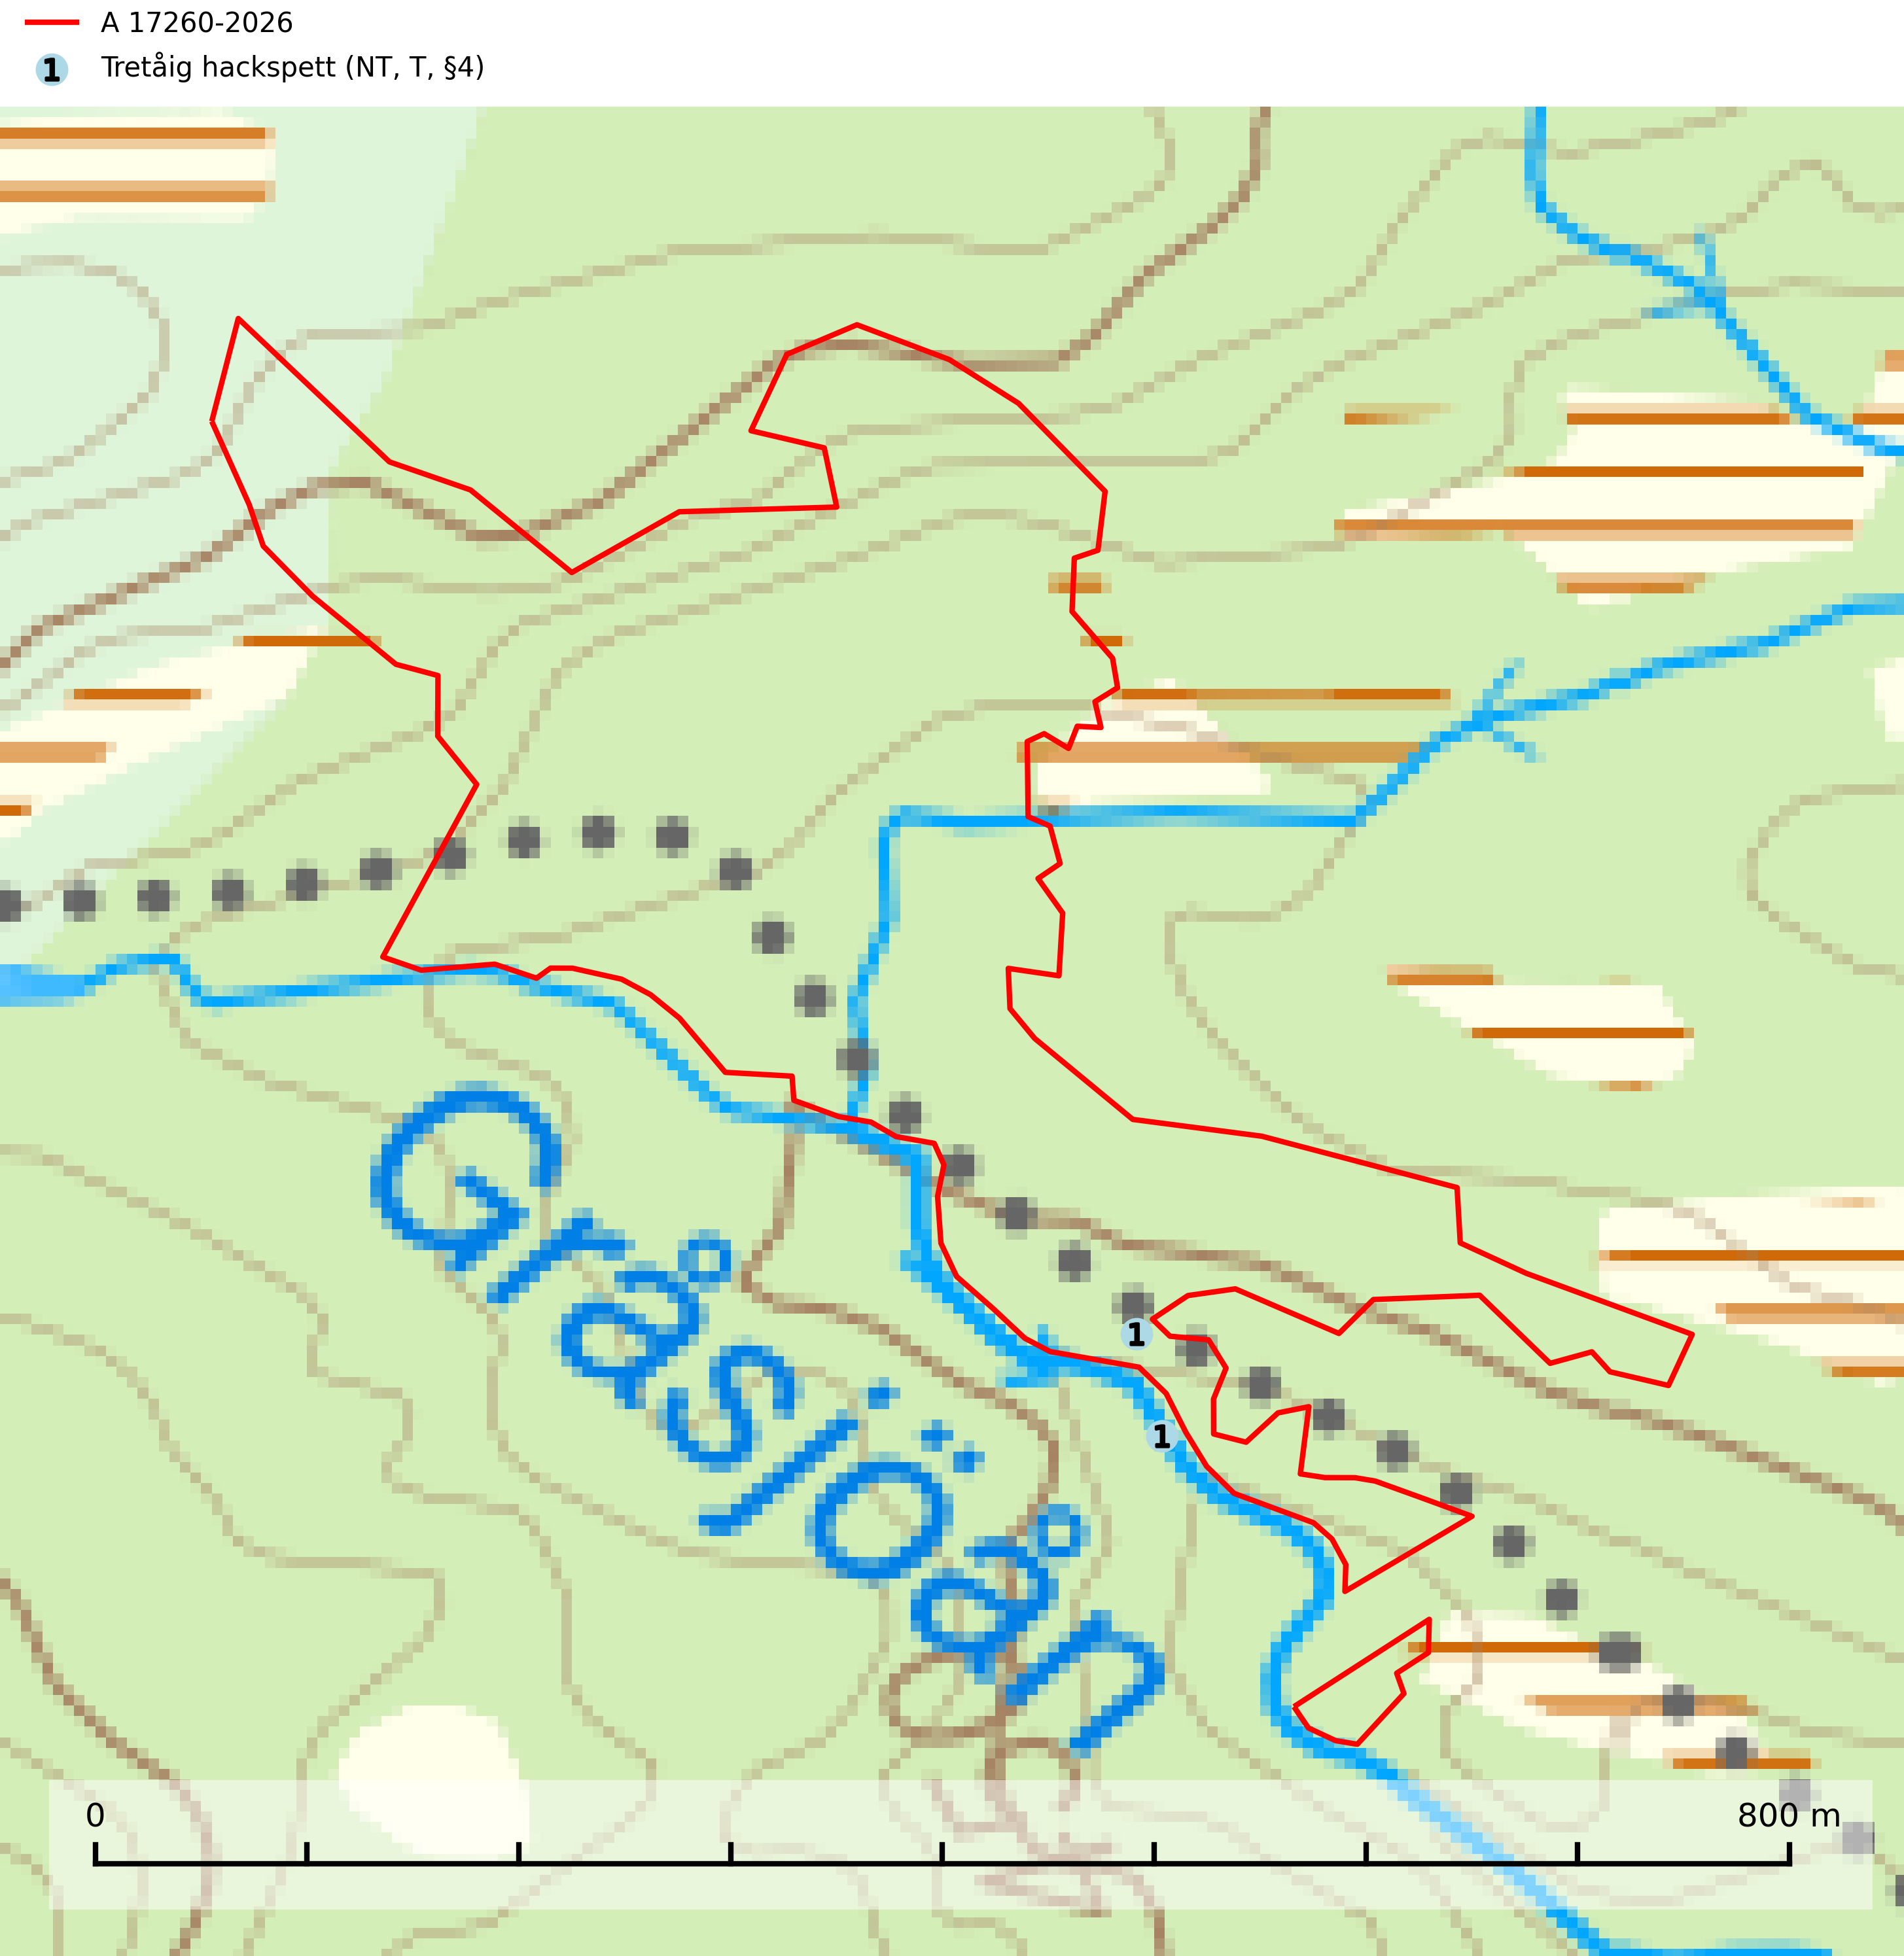 A 17260-2026
1 Tretåig hackspett (NT, T, §4)
1
1
Gråsjöån
0 800 m